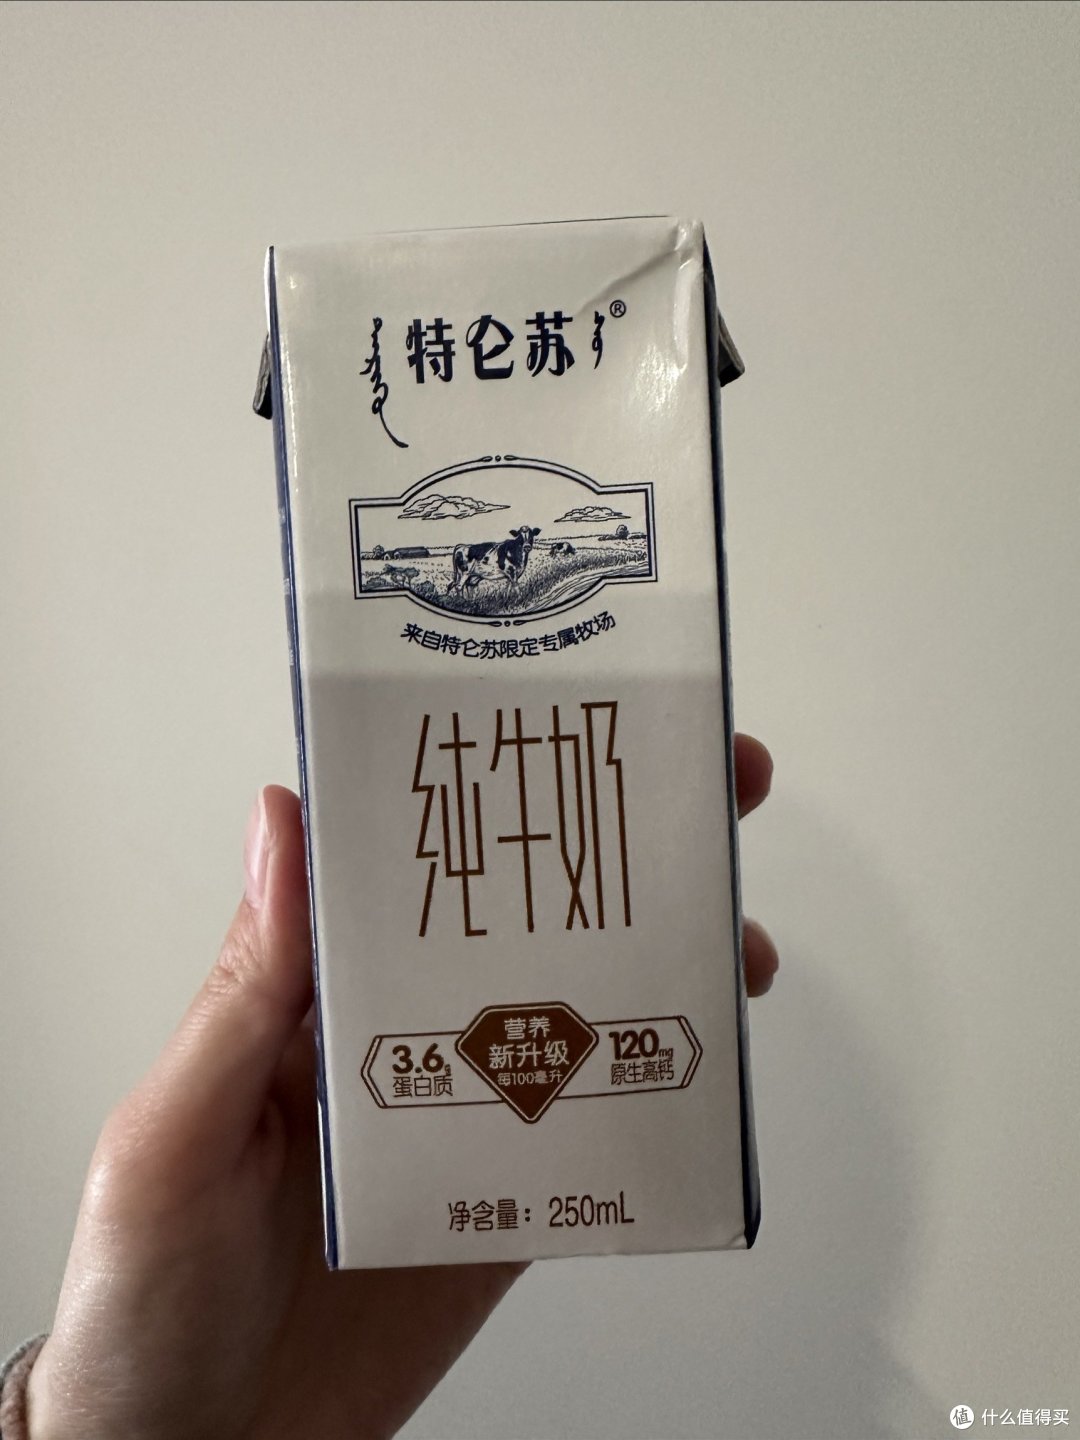 特仑苏®
来自特仑苏限定专属牧场
纯牛奶
3.6g
蛋白质
营养
新升级
每100毫升
120mg
原生高钙
净含量：250mL
值 什么值得买